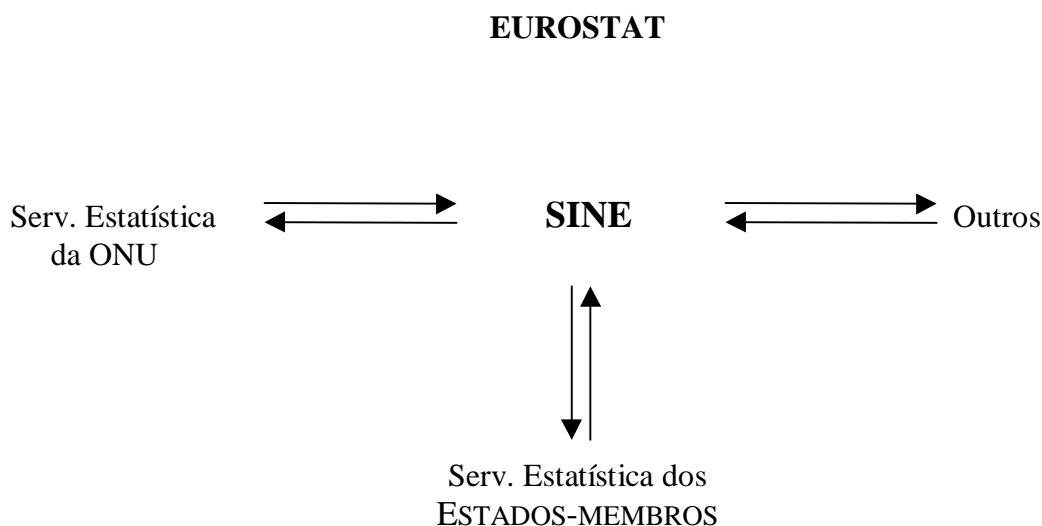 EUROSTAT
Serv. Estatística
da ONU
SINE
Outros
Serv. Estatística dos
ESTADOS-MEMBROS